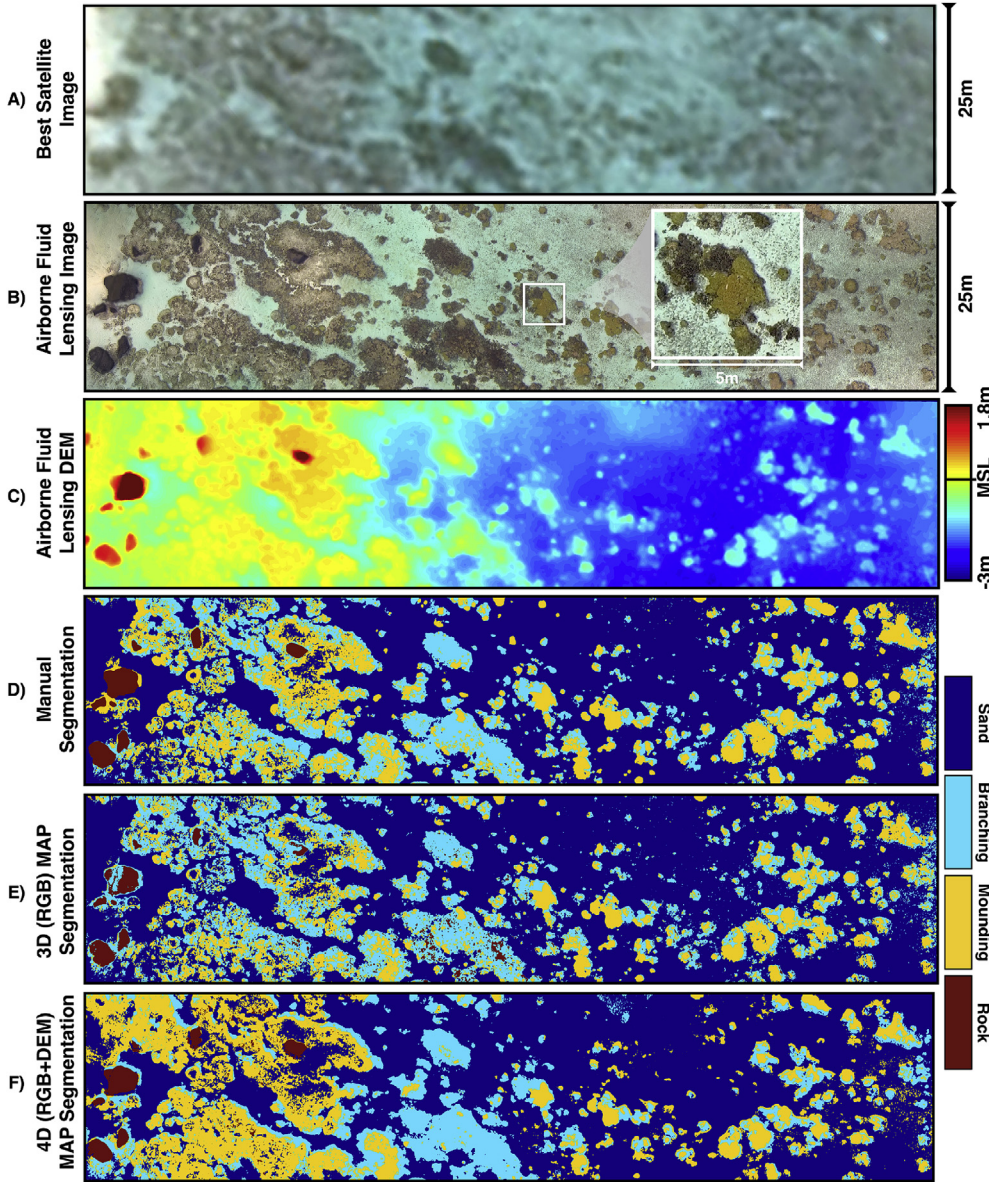 A)
Best Satellite
Image
25m
B)
Airborne Fluid
Lensing Image
5m
25m
C)
Airborne Fluid
Lensing DEM
1.8m
MSL
-3m
D)
Manual
Segmentation
E)
3D (RGB) MAP
Segmentation
F)
4D (RGB+DEM)
MAP Segmentation
Sand
Branching
Mounding
Rock